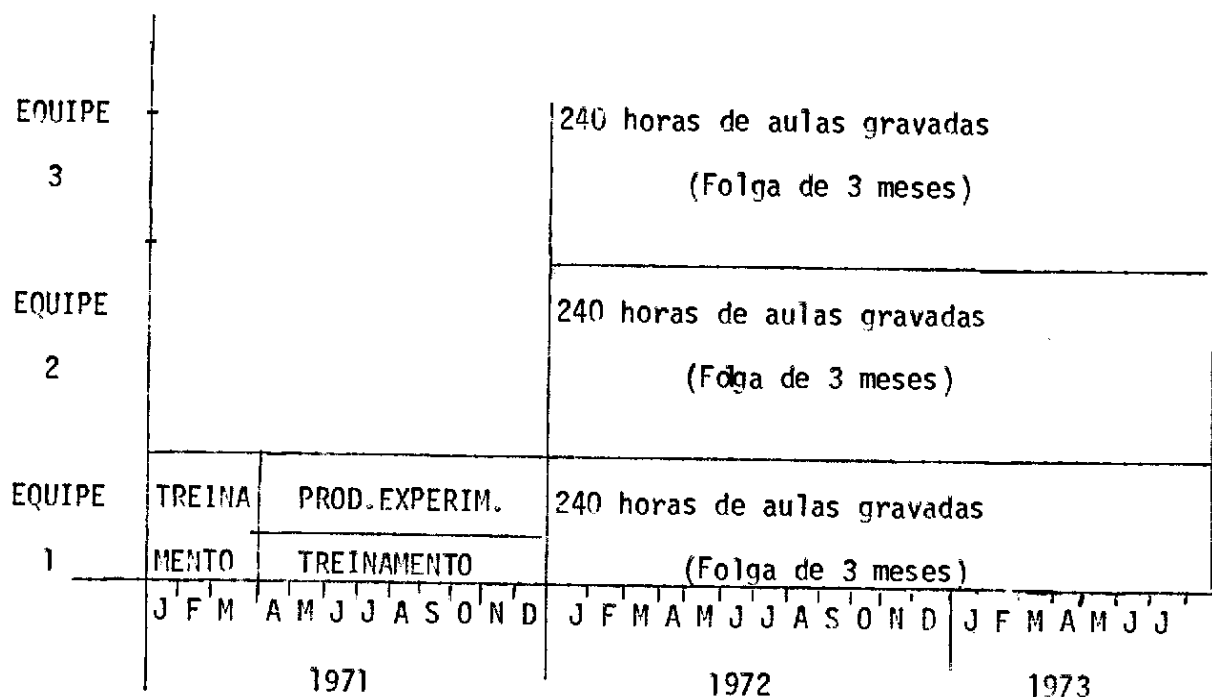 EQUIPE
3
240 horas de aulas gravadas
(Folga de 3 meses)
EQUIPE
2
240 horas de aulas gravadas
(Folga de 3 meses)
EQUIPE
1
TREINA
MENTO
PROD.EXPERIM.
TREINAMENTO
240 horas de aulas gravadas
(Folga de 3 meses)
J F M A M J J A S O N D J F M A M J J A S O N D J F M A M J J
1971 1972 1973